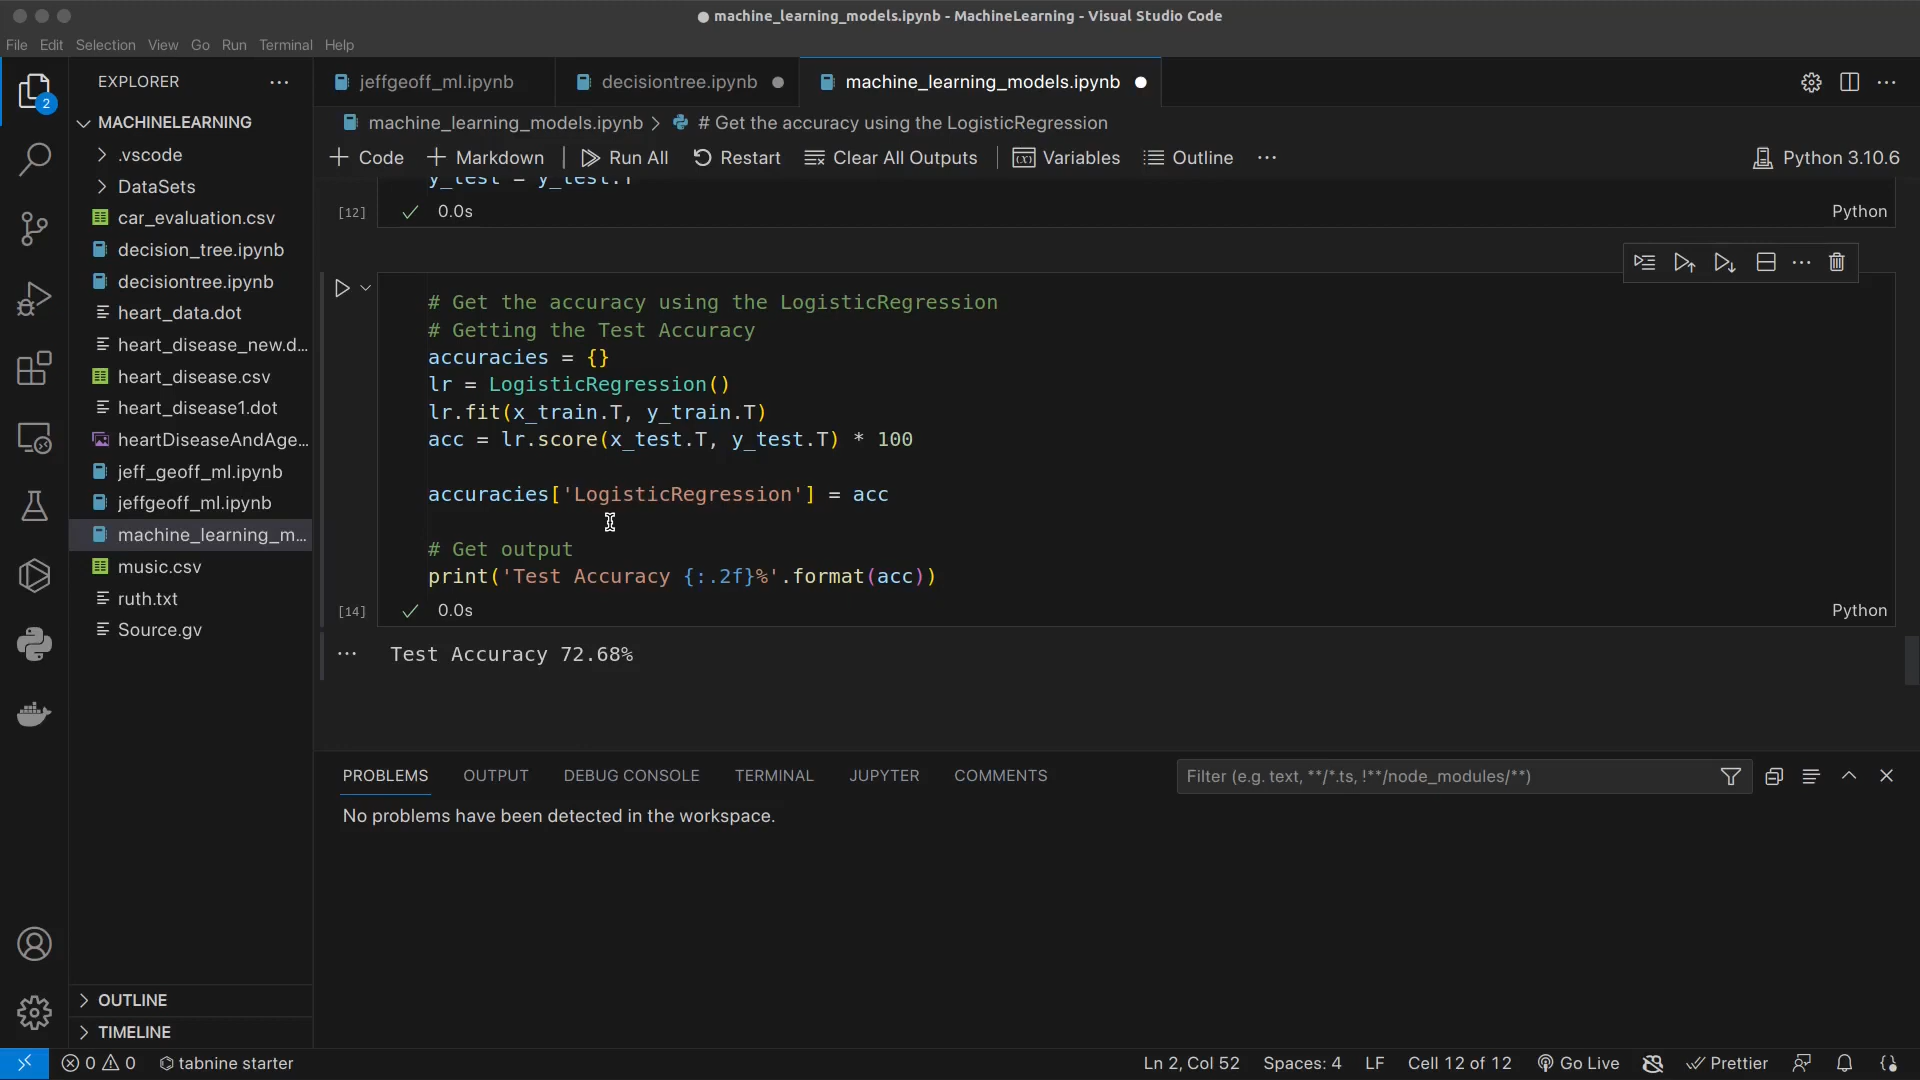 machine_learning_models.ipynb - MachineLearning - Visual Studio Code
File Edit Selection View Go Run Terminal Help
EXPLORER
jeffgeoff_ml.ipynb
decisiontree.ipynb
machine_learning_models.ipynb
2
machine_learning_models.ipynb > # Get the accuracy using the LogisticRegression
Code Markdown Run All Restart Clear All Outputs Variables Outline
Python 3.10.6
MACHINELEARNING
.vscode
DataSets
car_evaluation.csv
decision_tree.ipynb
decisiontree.ipynb
heart_data.dot
heart_disease_new.d...
heart_disease.csv
heart_disease1.dot
heartDiseaseAndAge...
jeff_geoff_ml.ipynb
jeffgeoff_ml.ipynb
machine_learning_m...
music.csv
ruth.txt
Source.gv
OUTLINE
TIMELINE
y_test = y_test.T
[12] 0.0s Python
# Get the accuracy using the LogisticRegression
# Getting the Test Accuracy
accuracies = {}
lr = LogisticRegression()
lr.fit(x_train.T, y_train.T)
acc = lr.score(x_test.T, y_test.T) * 100
accuracies['LogisticRegression'] = acc
# Get output
print('Test Accuracy {:.2f}%'.format(acc))
[14] 0.0s Python
Test Accuracy 72.68%
PROBLEMS OUTPUT DEBUG CONSOLE TERMINAL JUPYTER COMMENTS
Filter (e.g. text, **/*.ts, !**/node_modules/**)
No problems have been detected in the workspace.
0 0 tabnine starter
Ln 2, Col 52 Spaces: 4 LF Cell 12 of 12 Go Live Prettier